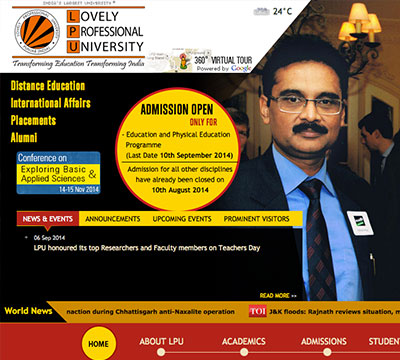 INDIA'S LARGEST UNIVERSITY®
LPU
LOVELY
PROFESSIONAL
UNIVERSITY
Transforming Education Transforming India
24°C
360° VIRTUAL TOUR
Powered by Google
Distance Education
International Affairs
Placements
Alumni
Conference on
Exploring Basic &
Applied Sciences
14-15 Nov 2014
ADMISSION OPEN
ONLY FOR
- Education and Physical Education
Programme
(Last Date 10th September 2014)
Admission for all other disciplines
have already been closed on
10th August 2014
NEWS & EVENTS
ANNOUNCEMENTS
UPCOMING EVENTS
PROMINENT VISITORS
06 Sep 2014
LPU honoured its top Researchers and Faculty members on Teachers Day
READ MORE »»
World News
naction during Chhattisgarh anti-Naxalite operation
TOI
J&K floods: Rajnath reviews situation, m
HOME
ABOUT LPU
ACADEMICS
ADMISSIONS
STUDEN